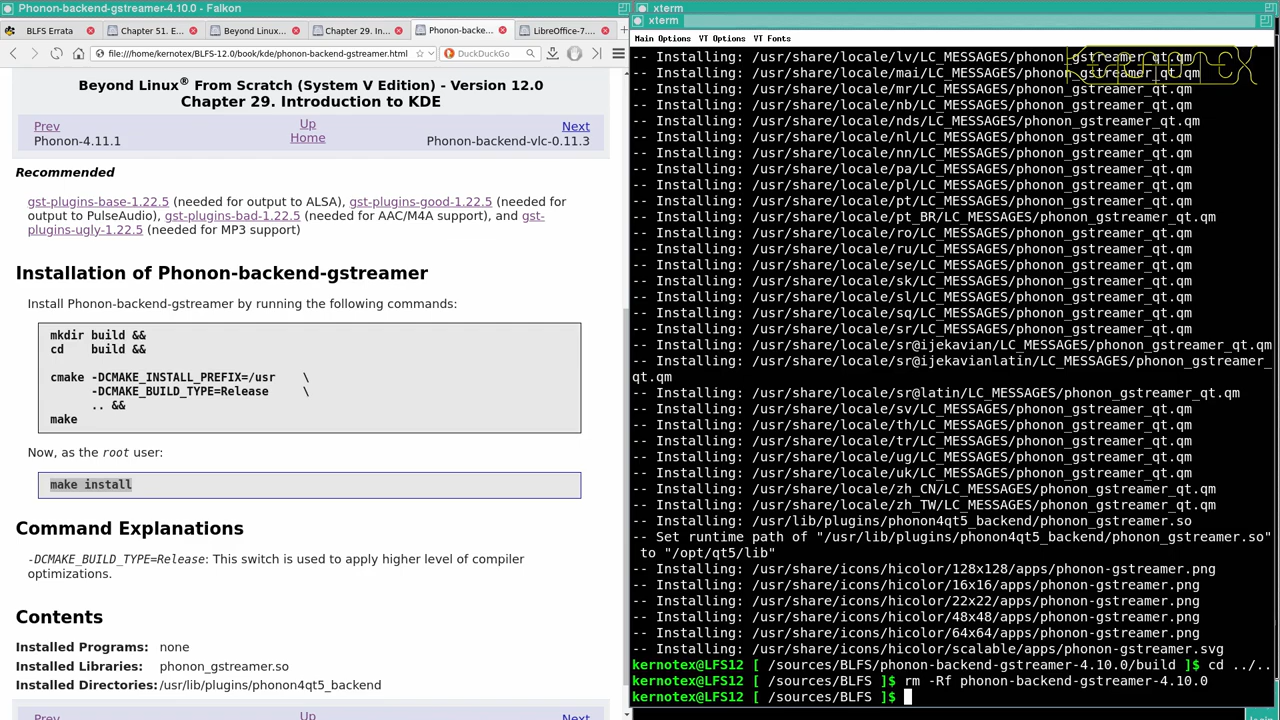 Phonon-backend-gstreamer-4.10.0 - Falkon
BLFS Errata
Chapter 51. E...
Beyond Linux...
Chapter 29. In...
Phonon-backe...
LibreOffice-7....
file:///home/kernotex/BLFS-12.0/book/kde/phonon-backend-gstreamer.html
DuckDuckGo
Beyond Linux® From Scratch (System V Edition) - Version 12.0
Chapter 29. Introduction to KDE
Prev
Up
Next
Phonon-4.11.1
Home
Phonon-backend-vlc-0.11.3
Recommended
gst-plugins-base-1.22.5 (needed for output to ALSA), gst-plugins-good-1.22.5 (needed for
output to PulseAudio), gst-plugins-bad-1.22.5 (needed for AAC/M4A support), and gst-
plugins-ugly-1.22.5 (needed for MP3 support)
Installation of Phonon-backend-gstreamer
Install Phonon-backend-gstreamer by running the following commands:
mkdir build &&
cd    build &&
cmake -DCMAKE_INSTALL_PREFIX=/usr    \
-DCMAKE_BUILD_TYPE=Release     \
.. &&
make
Now, as the root user:
make install
Command Explanations
-DCMAKE_BUILD_TYPE=Release: This switch is used to apply higher level of compiler
optimizations.
Contents
Installed Programs: none
Installed Libraries: phonon_gstreamer.so
Installed Directories: /usr/lib/plugins/phonon4qt5_backend
Prev
Up
Next
xterm
xterm
Main Options  VT Options  VT Fonts
KERNOTEX
-- Installing: /usr/share/locale/lv/LC_MESSAGES/phonon_gstreamer_qt.qm
-- Installing: /usr/share/locale/mai/LC_MESSAGES/phonon_gstreamer_qt.qm
-- Installing: /usr/share/locale/mr/LC_MESSAGES/phonon_gstreamer_qt.qm
-- Installing: /usr/share/locale/nb/LC_MESSAGES/phonon_gstreamer_qt.qm
-- Installing: /usr/share/locale/nds/LC_MESSAGES/phonon_gstreamer_qt.qm
-- Installing: /usr/share/locale/nl/LC_MESSAGES/phonon_gstreamer_qt.qm
-- Installing: /usr/share/locale/nn/LC_MESSAGES/phonon_gstreamer_qt.qm
-- Installing: /usr/share/locale/pa/LC_MESSAGES/phonon_gstreamer_qt.qm
-- Installing: /usr/share/locale/pl/LC_MESSAGES/phonon_gstreamer_qt.qm
-- Installing: /usr/share/locale/pt/LC_MESSAGES/phonon_gstreamer_qt.qm
-- Installing: /usr/share/locale/pt_BR/LC_MESSAGES/phonon_gstreamer_qt.qm
-- Installing: /usr/share/locale/ro/LC_MESSAGES/phonon_gstreamer_qt.qm
-- Installing: /usr/share/locale/ru/LC_MESSAGES/phonon_gstreamer_qt.qm
-- Installing: /usr/share/locale/se/LC_MESSAGES/phonon_gstreamer_qt.qm
-- Installing: /usr/share/locale/sk/LC_MESSAGES/phonon_gstreamer_qt.qm
-- Installing: /usr/share/locale/sl/LC_MESSAGES/phonon_gstreamer_qt.qm
-- Installing: /usr/share/locale/sq/LC_MESSAGES/phonon_gstreamer_qt.qm
-- Installing: /usr/share/locale/sr/LC_MESSAGES/phonon_gstreamer_qt.qm
-- Installing: /usr/share/locale/sr@ijekavian/LC_MESSAGES/phonon_gstreamer_qt.qm
-- Installing: /usr/share/locale/sr@ijekavianlatin/LC_MESSAGES/phonon_gstreamer_
qt.qm
-- Installing: /usr/share/locale/sr@latin/LC_MESSAGES/phonon_gstreamer_qt.qm
-- Installing: /usr/share/locale/sv/LC_MESSAGES/phonon_gstreamer_qt.qm
-- Installing: /usr/share/locale/th/LC_MESSAGES/phonon_gstreamer_qt.qm
-- Installing: /usr/share/locale/tr/LC_MESSAGES/phonon_gstreamer_qt.qm
-- Installing: /usr/share/locale/ug/LC_MESSAGES/phonon_gstreamer_qt.qm
-- Installing: /usr/share/locale/uk/LC_MESSAGES/phonon_gstreamer_qt.qm
-- Installing: /usr/share/locale/zh_CN/LC_MESSAGES/phonon_gstreamer_qt.qm
-- Installing: /usr/share/locale/zh_TW/LC_MESSAGES/phonon_gstreamer_qt.qm
-- Installing: /usr/lib/plugins/phonon4qt5_backend/phonon_gstreamer.so
-- Set runtime path of "/usr/lib/plugins/phonon4qt5_backend/phonon_gstreamer.so"
to "/opt/qt5/lib"
-- Installing: /usr/share/icons/hicolor/128x128/apps/phonon-gstreamer.png
-- Installing: /usr/share/icons/hicolor/16x16/apps/phonon-gstreamer.png
-- Installing: /usr/share/icons/hicolor/22x22/apps/phonon-gstreamer.png
-- Installing: /usr/share/icons/hicolor/48x48/apps/phonon-gstreamer.png
-- Installing: /usr/share/icons/hicolor/64x64/apps/phonon-gstreamer.png
-- Installing: /usr/share/icons/hicolor/scalable/apps/phonon-gstreamer.svg
kernotex@LFS12 [ /sources/BLFS/phonon-backend-gstreamer-4.10.0/build ]$ cd ../..
kernotex@LFS12 [ /sources/BLFS ]$ rm -Rf phonon-backend-gstreamer-4.10.0
kernotex@LFS12 [ /sources/BLFS ]$